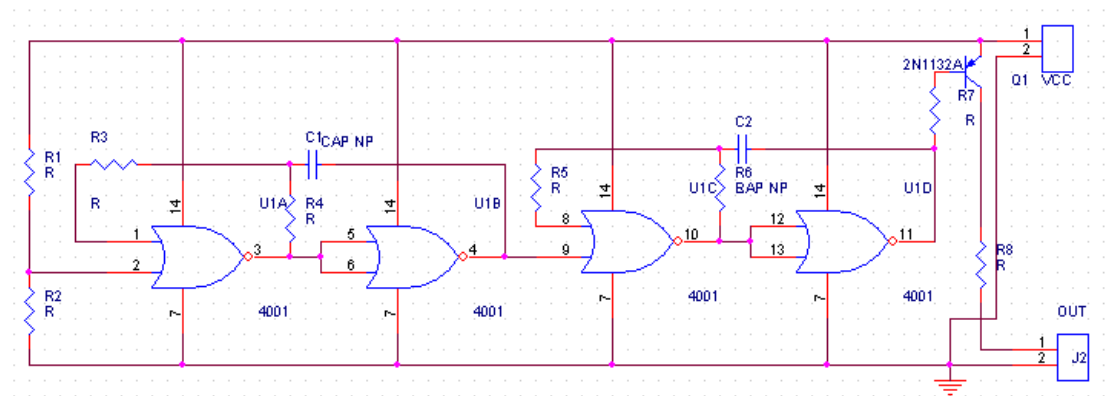 1
2
2N1132A
Q1 VCC
R7
R
R3
C1 CAP NP
C2
R1
R
R
14
U1A
R4
R
14
U1B
R5
R
14
U1C
R6
BAP NP
14
U1D
1
2
3
5
6
4
8
9
10
12
13
11
R2
R
R8
R
7
4001
7
4001
7
4001
7
4001
OUT
1
2
J2